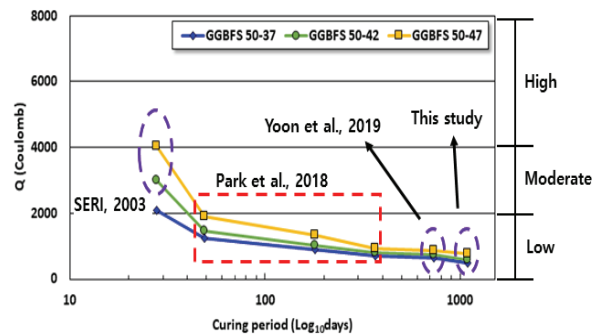 GGBFS 50-37 GGBFS 50-42 GGBFS 50-47
8000
6000
4000
2000
0
Q (Coulomb)
High
Moderate
Low
This study
Yoon et al., 2019
Park et al., 2018
SERI, 2003
10 100 1000
Curing period (Log10days)